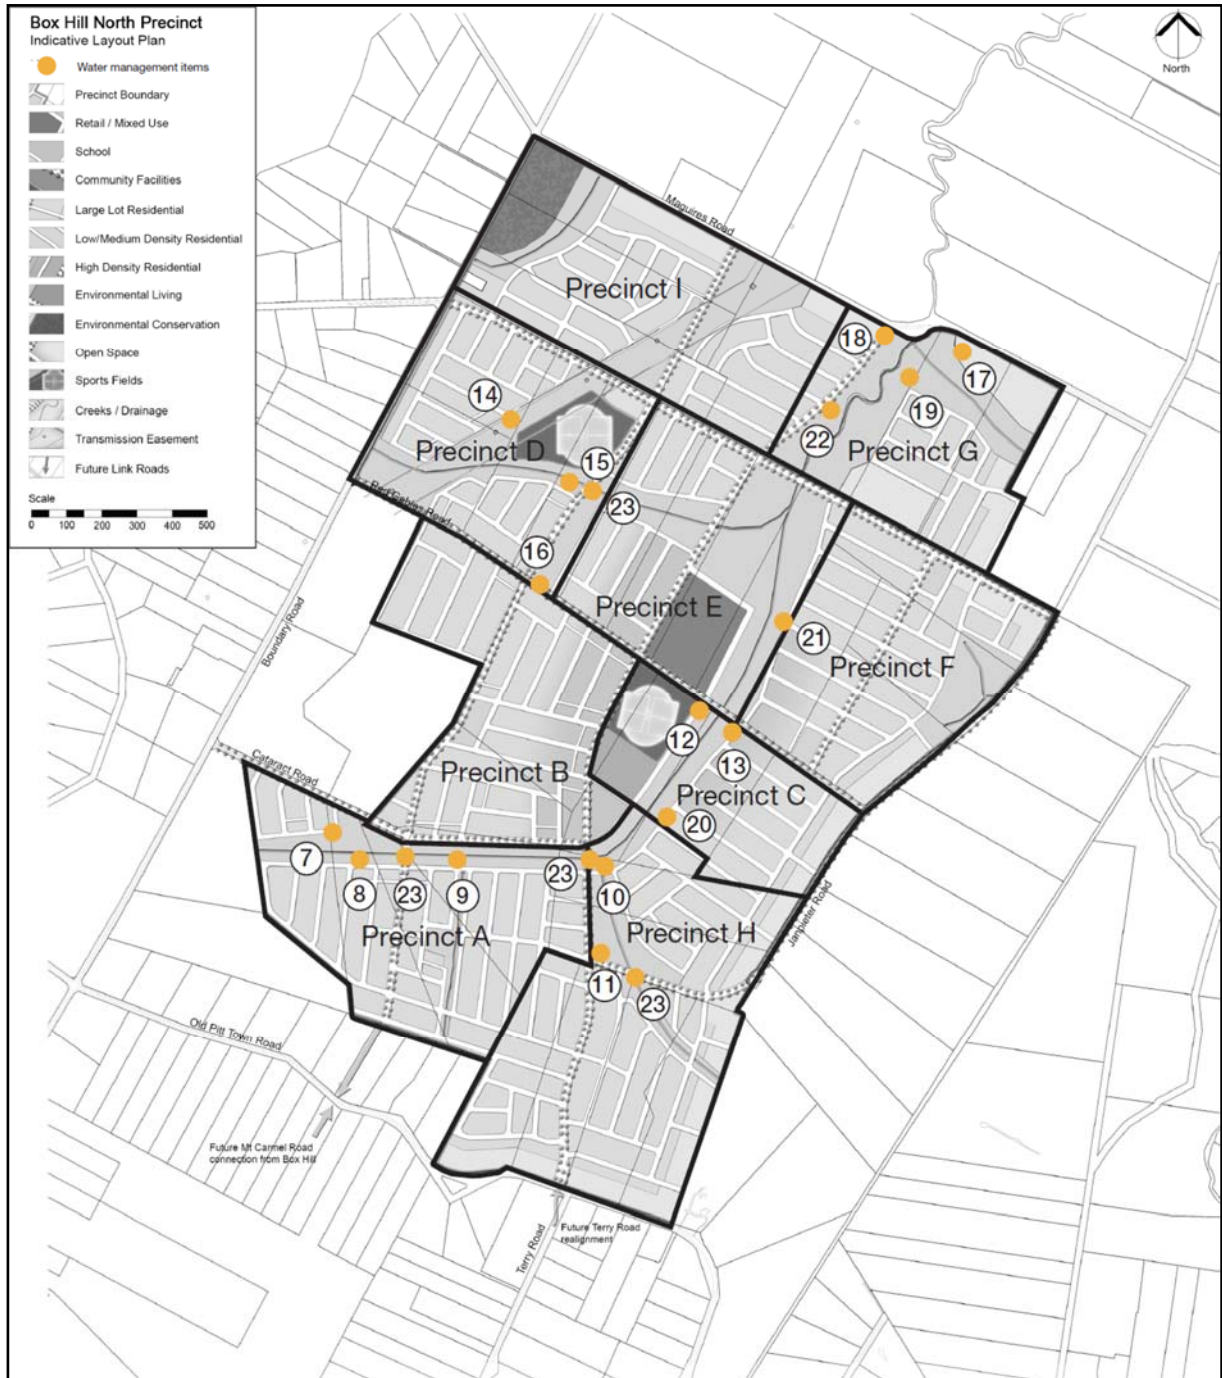 Box Hill North Precinct
Indicative Layout Plan
Water management items
Precinct Boundary
Retail / Mixed Use
School
Community Facilities
Large Lot Residential
Low/Medium Density Residential
High Density Residential
Environmental Living
Environmental Conservation
Open Space
Sports Fields
Creeks / Drainage
Transmission Easement
Future Link Roads
Scale
0 100 200 300 400 500
North
Maguires Road
Precinct I
18
17
14
19
22
Precinct D
Precinct G
15
Red Gables Road
23
16
Precinct E
Boundary Road
21
Precinct F
12
13
Cataract Road
Precinct B
Precinct C
20
7
8
23
9
23
10
Precinct A
Precinct H
Janpieter Road
11
23
Old Pitt Town Road
Future Mt Carmel Road
connection from Box Hill
Terry Road
Future Terry Road
realignment